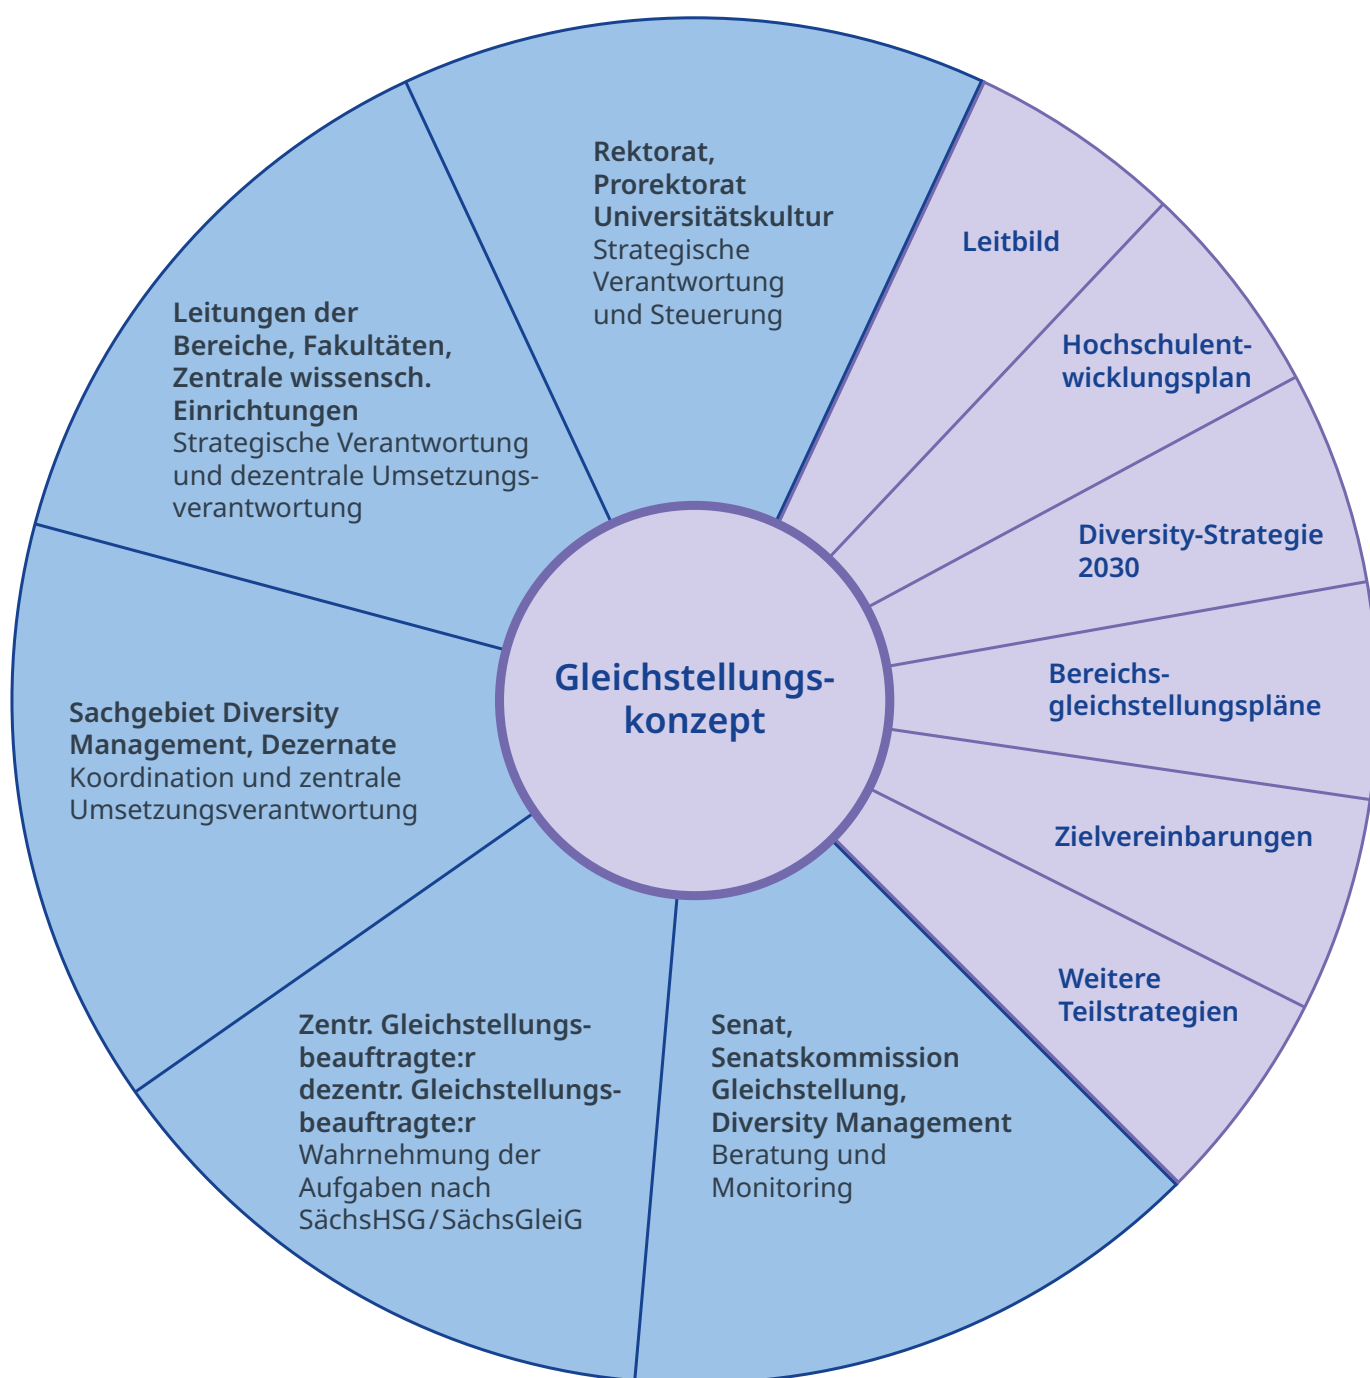 Rektorat,
Prorektorat
Universitätskultur
Strategische
Verantwortung
und Steuerung
Leitbild
Hochschulent-
wicklungsplan
Diversity-Strategie
2030
Bereichs-
gleichstellungspläne
Zielvereinbarungen
Weitere
Teilstrategien
Senat,
Senatskommission
Gleichstellung,
Diversity Management
Beratung und
Monitoring
Zentr. Gleichstellungs-
beauftragte:r
dezentr. Gleichstellungs-
beauftragte:r
Wahrnehmung der
Aufgaben nach
SächsHSG/SächsGleiG
Sachgebiet Diversity
Management, Dezernate
Koordination und zentrale
Umsetzungsverantwortung
Leitungen der
Bereiche, Fakultäten,
Zentrale wissensch.
Einrichtungen
Strategische Verantwortung
und dezentrale Umsetzungs-
verantwortung
Gleichstellungs-
konzept